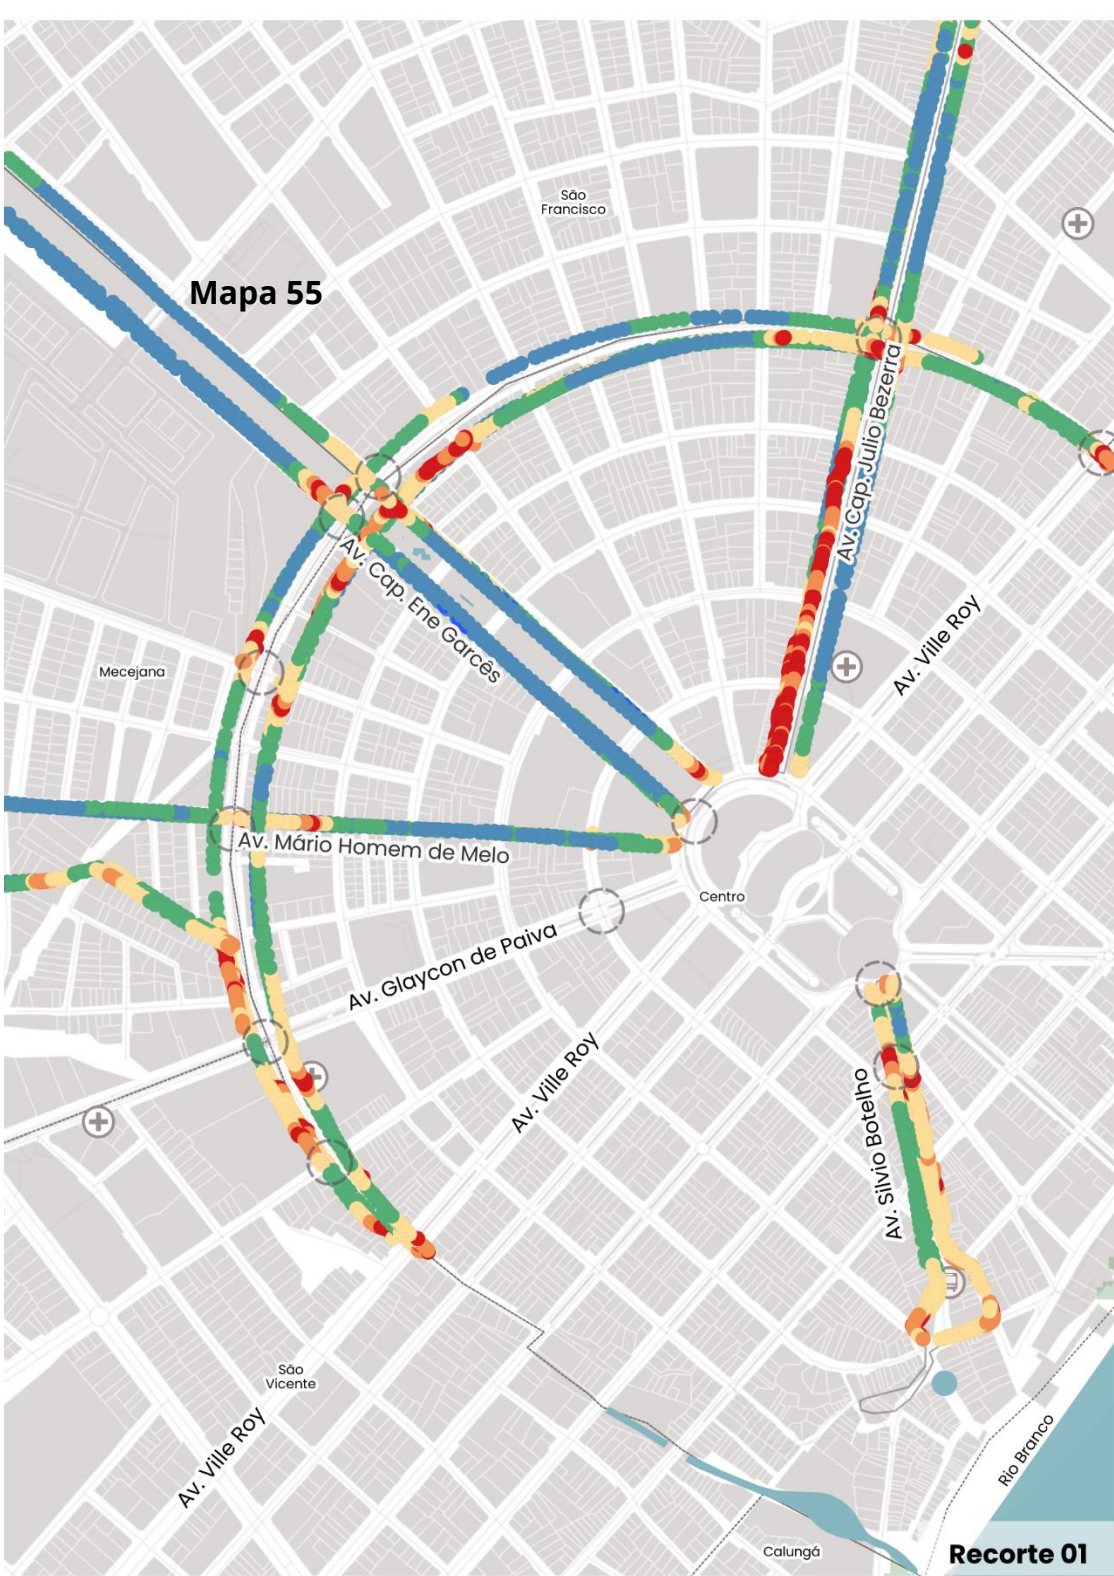 São
Francisco
Mapa 55
Av. Cap. Julio Bezerra
Av. Cap. Ene Garcês
Av. Ville Roy
Mecejana
Av. Mário Homem de Melo
Centro
Av. Glaycon de Paiva
Av. Ville Roy
Av. Silvio Botelho
São
Vicente
Av. Ville Roy
Rio Branco
Calungá
Recorte 01